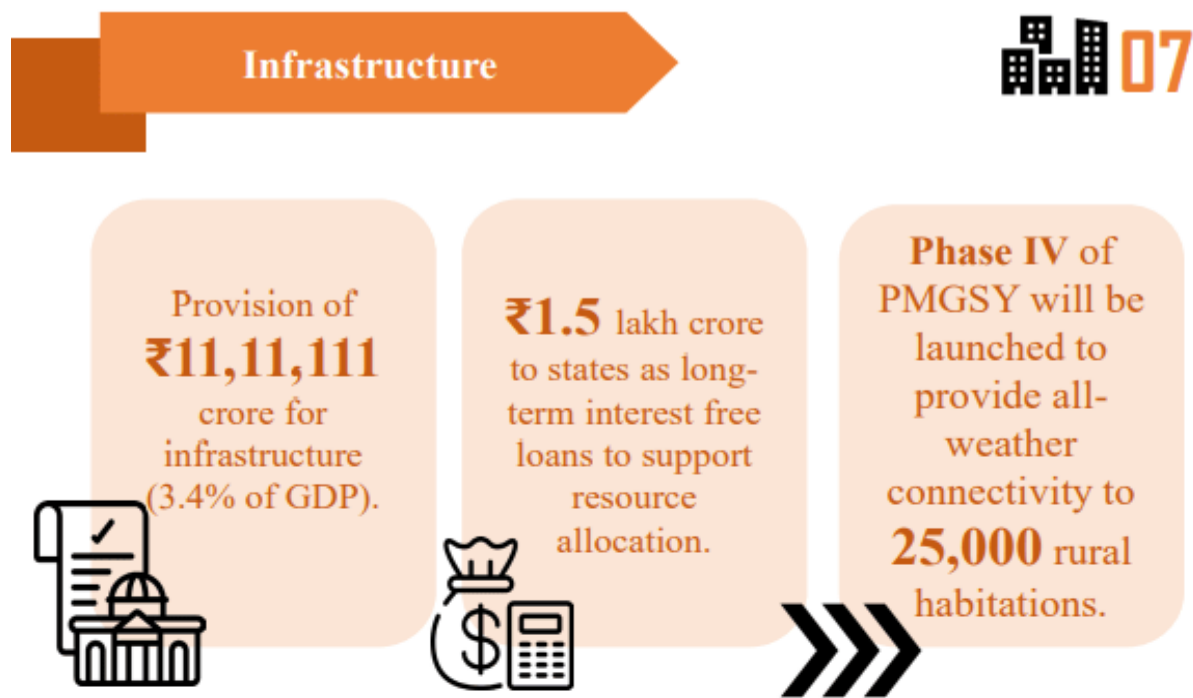 Infrastructure
07
Provision of
₹11,11,111
crore for
infrastructure
(3.4% of GDP).
₹1.5 lakh crore
to states as long-
term interest free
loans to support
resource
allocation.
Phase IV of
PMGSY will be
launched to
provide all-
weather
connectivity to
25,000 rural
habitations.
$